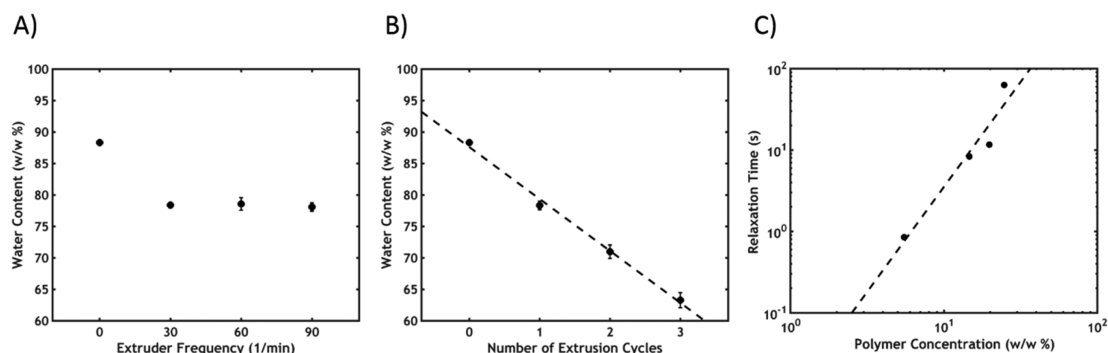 A)
B)
C)
100
95
90
85
80
75
70
65
60
Water Content (w/w %)
0 30 60 90
Extruder Frequency (1/min)
100
95
90
85
80
75
70
65
60
Water Content (w/w %)
0 1 2 3
Number of Extrusion Cycles
10²
10¹
10⁰
10⁻¹
Relaxation Time (s)
10⁰ 10¹ 10²
Polymer Concentration (w/w %)